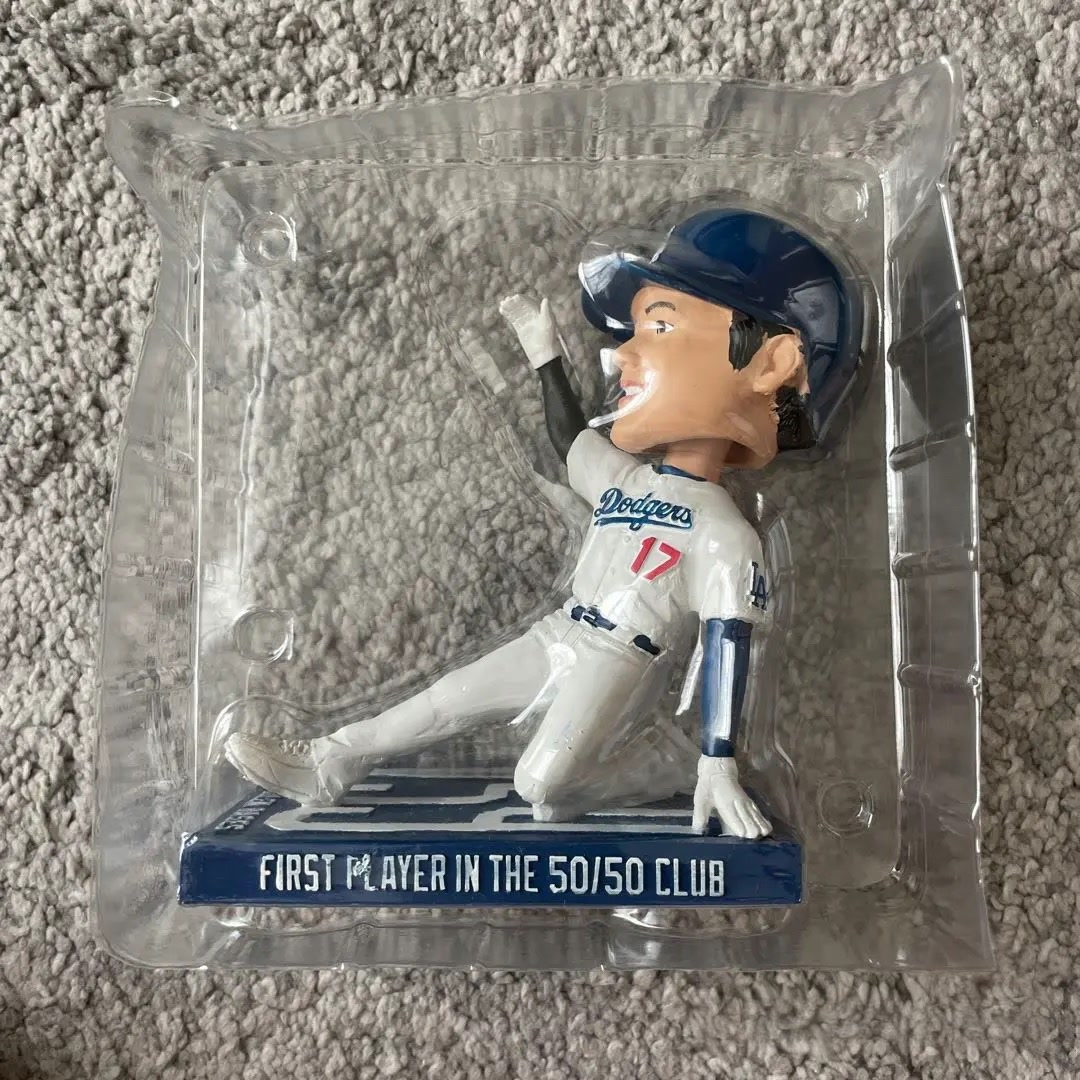 Dodgers
17
LA
FIRST PLAYER IN THE 50/50 CLUB